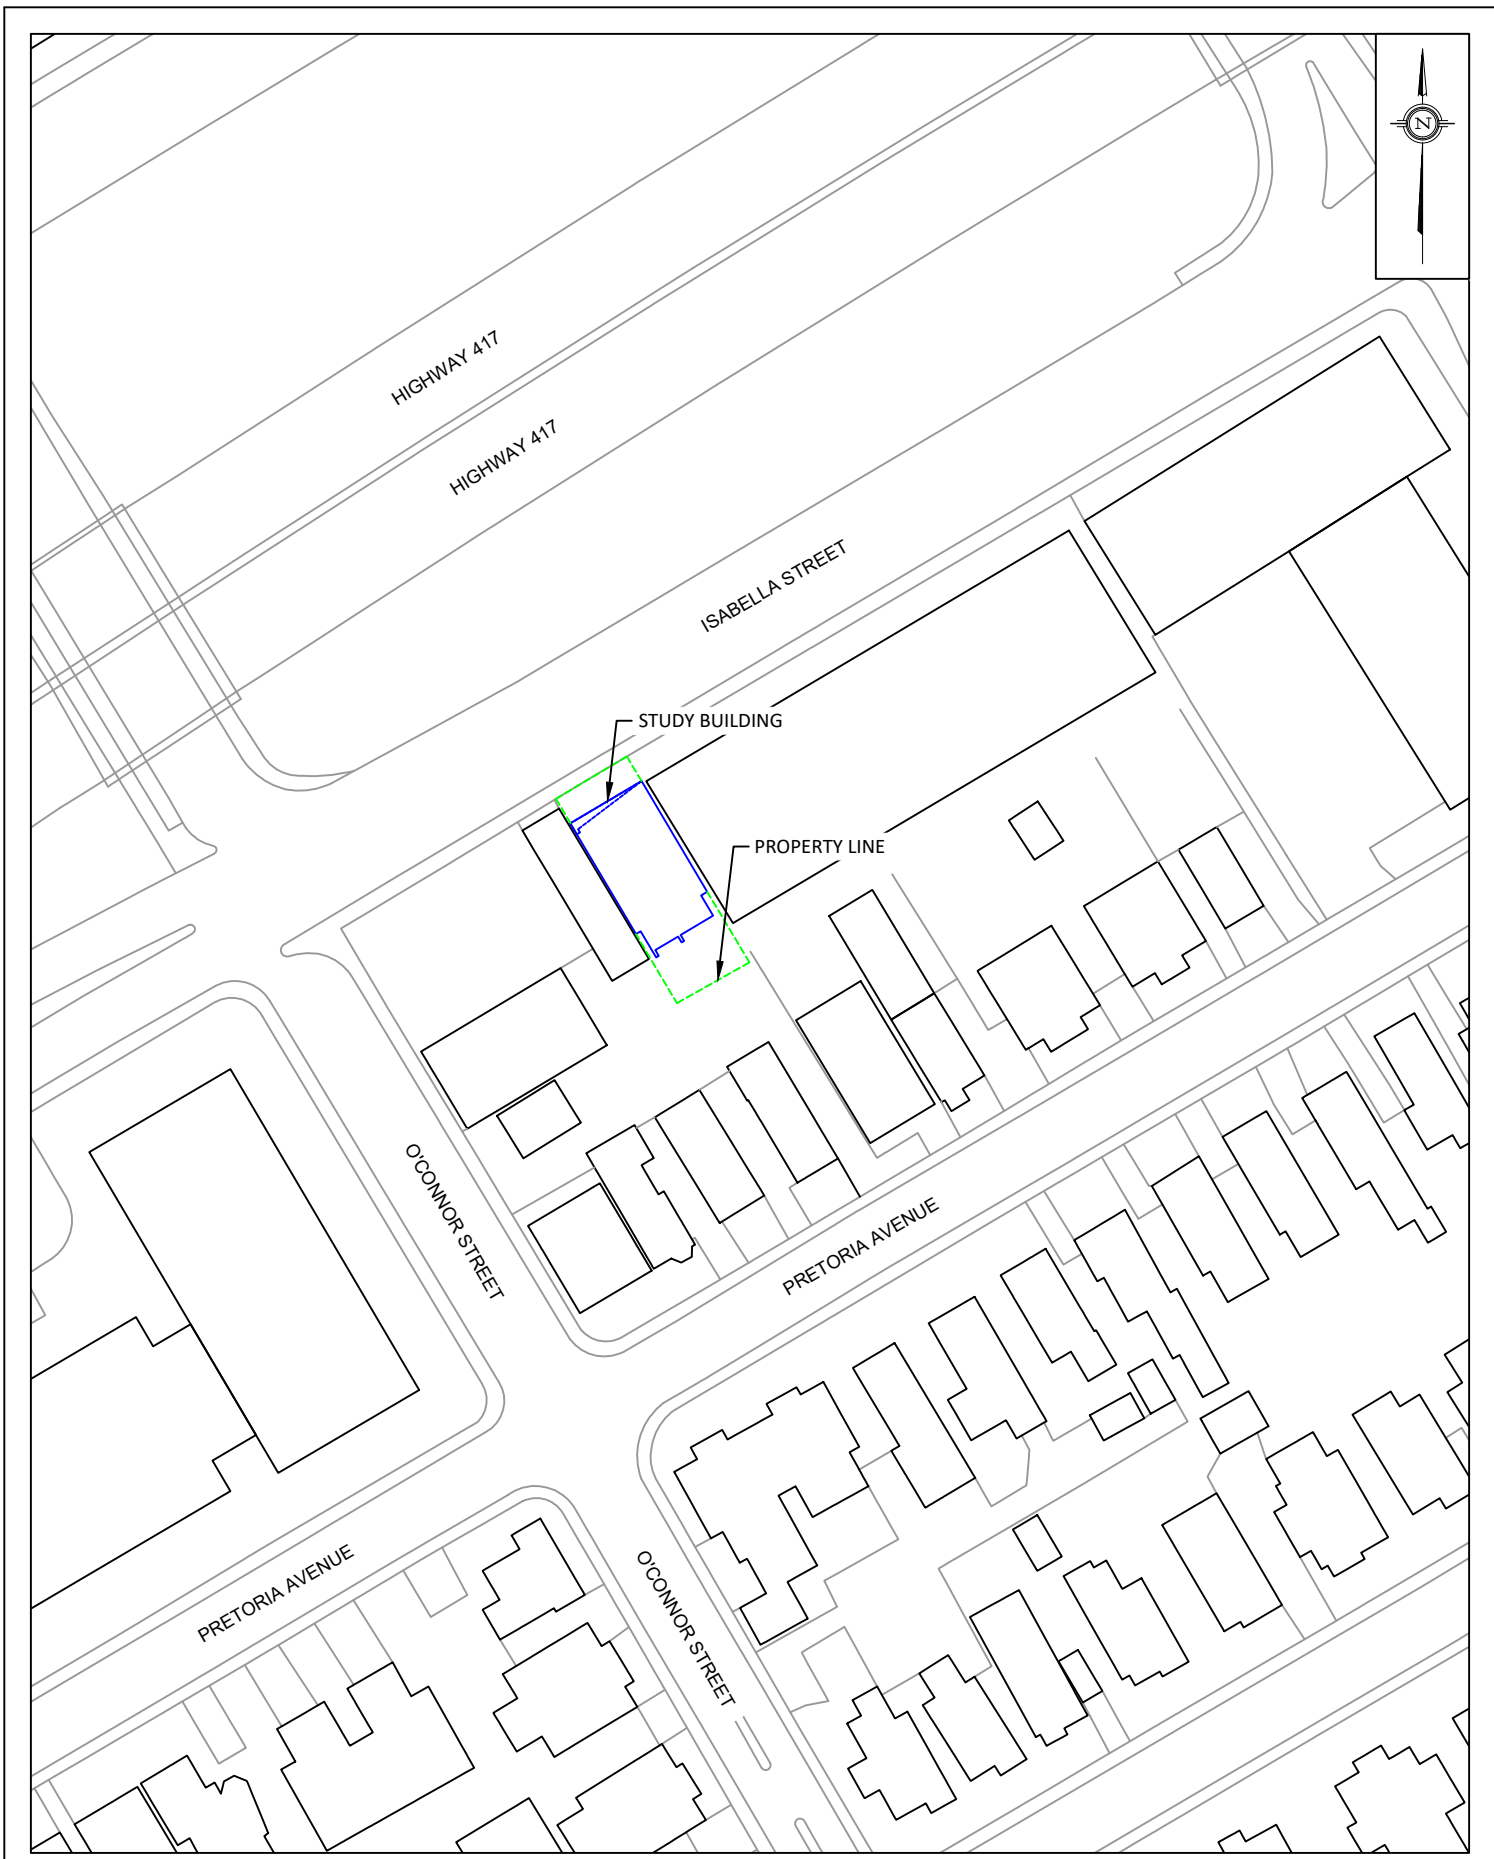 N
HIGHWAY 417
HIGHWAY 417
ISABELLA STREET
STUDY BUILDING
PROPERTY LINE
O'CONNOR STREET
PRETORIA AVENUE
PRETORIA AVENUE
O'CONNOR STREET